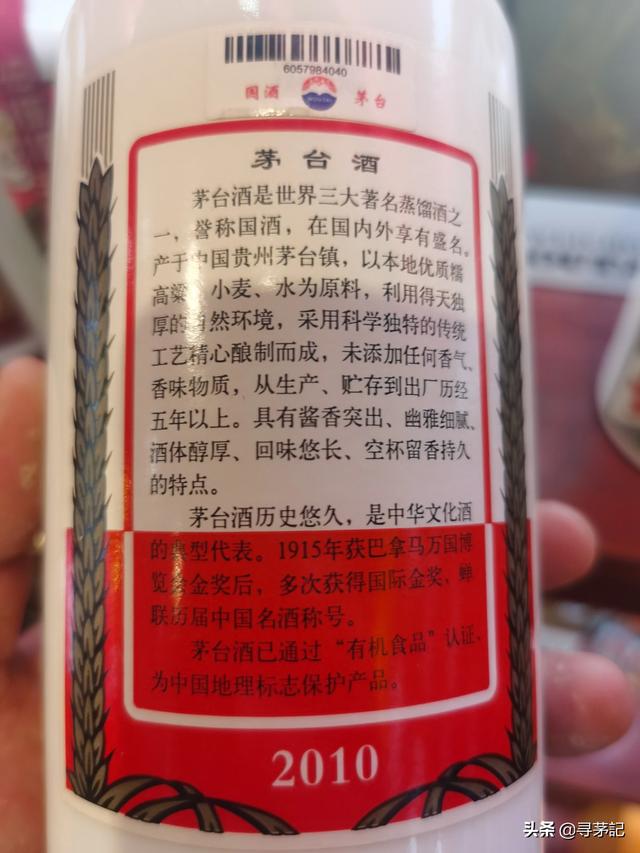 6057984040
国酒 MOUTAI 茅台
茅台酒
茅台酒是世界三大著名蒸馏酒之
一，誉称国酒，在国内外享有盛名。
产于中国贵州茅台镇，以本地优质糯
高粱、小麦、水为原料，利用得天独
厚的自然环境，采用科学独特的传统
工艺精心酿制而成，未添加任何香气、
香味物质，从生产、贮存到出厂历经
五年以上。具有酱香突出、幽雅细腻、
酒体醇厚、回味悠长、空杯留香持久
的特点。
茅台酒历史悠久，是中华文化酒
的典型代表。1915年获巴拿马万国博
览会金奖后，多次获得国际金奖，蝉
联历届中国名酒称号。
茅台酒已通过“有机食品”认证，
为中国地理标志保护产品。
2010
头条 @寻茅記